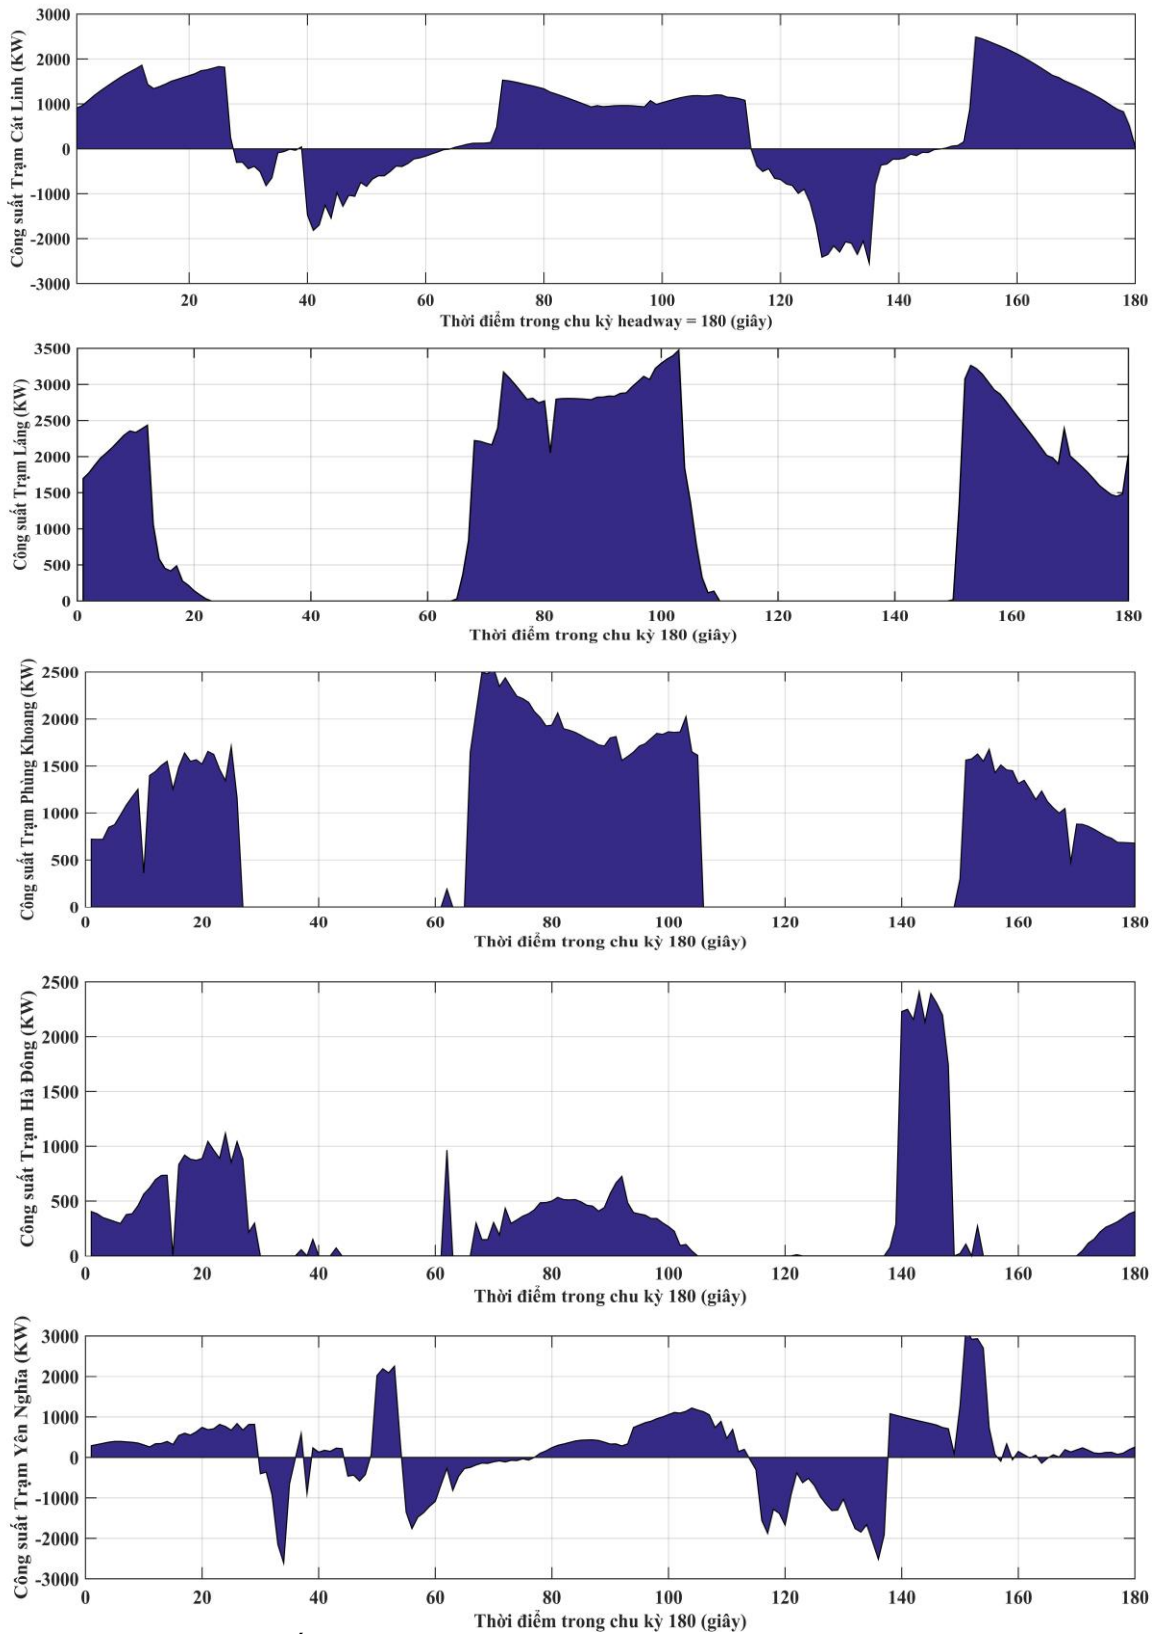 Công suất Trạm Cát Linh (KW)
3000
2000
1000
0
-1000
-2000
-3000
20 40 60 80 100 120 140 160 180
Thời điểm trong chu kỳ headway = 180 (giây)
Công suất Trạm Láng (KW)
3500
3000
2500
2000
1500
1000
500
0
0 20 40 60 80 100 120 140 160 180
Thời điểm trong chu kỳ 180 (giây)
Công suất Trạm Phùng Khoang (KW)
2500
2000
1500
1000
500
0
0 20 40 60 80 100 120 140 160 180
Thời điểm trong chu kỳ 180 (giây)
Công suất Trạm Hà Đông (KW)
2500
2000
1500
1000
500
0
0 20 40 60 80 100 120 140 160 180
Thời điểm trong chu kỳ 180 (giây)
Công suất Trạm Yên Nghĩa (KW)
3000
2000
1000
0
-1000
-2000
-3000
0 20 40 60 80 100 120 140 160 180
Thời điểm trong chu kỳ 180 (giây)